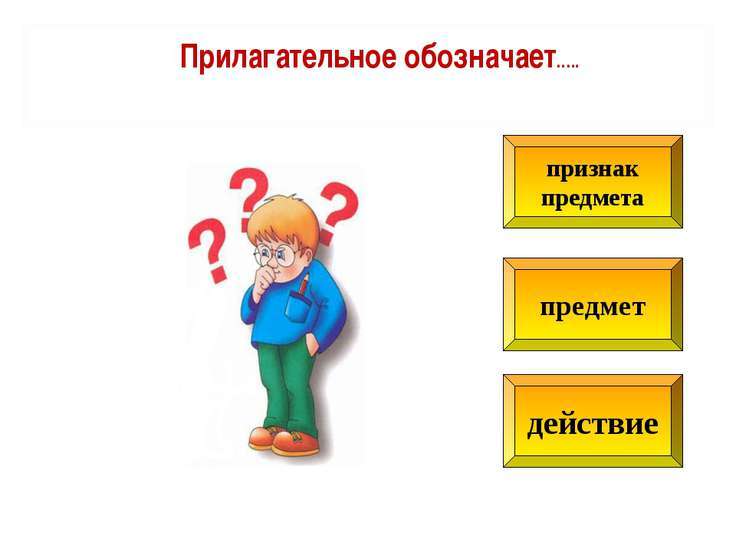 Прилагательное обозначает.....
? ? ?
признак
предмета
предмет
действие